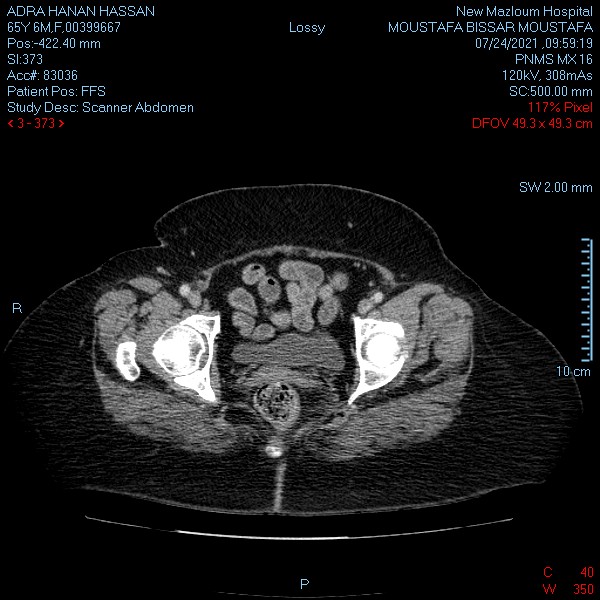 ADRA HANAN HASSAN
65Y 6M,F,00399667
Pos:-422.40 mm
SI:373
Acc#: 83036
Patient Pos: FFS
Study Desc: Scanner Abdomen
< 3 - 373 >
Lossy
New Mazloum Hospital
MOUSTAFA BISSAR MOUSTAFA
07/24/2021 ,09:59:19
PNMS MX 16
120kV, 308mAs
SC:500.00 mm
117% Pixel
DFOV 49.3 x 49.3 cm
SW 2.00 mm
R
10 cm
P
C 40
W 350